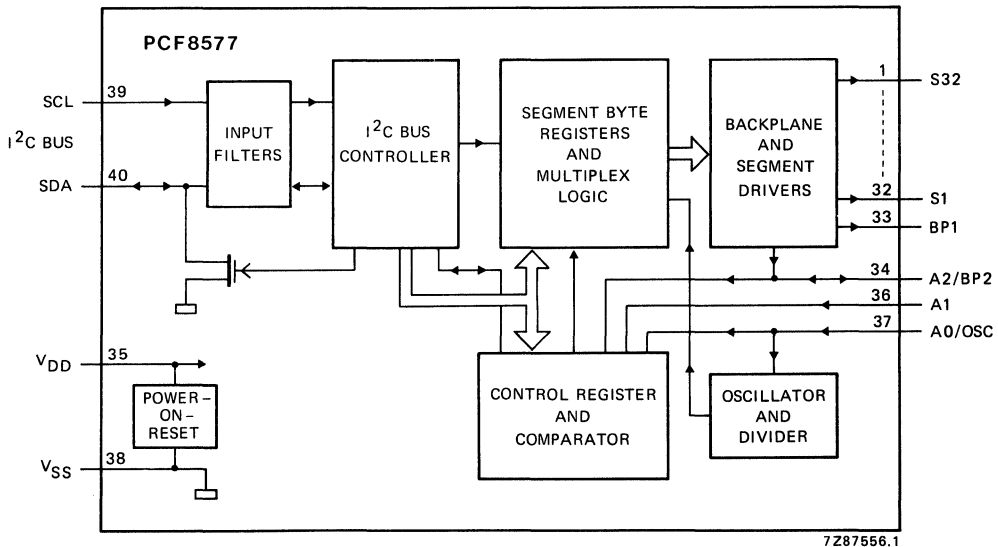 PCF8577
SCL
39
I²C BUS
SDA
40
INPUT
FILTERS
I²C BUS
CONTROLLER
SEGMENT BYTE
REGISTERS
AND
MULTIPLEX
LOGIC
BACKPLANE
AND
SEGMENT
DRIVERS
1
S32
32
S1
33
BP1
34
A2/BP2
36
A1
37
A0/OSC
VDD
35
POWER–
ON–
RESET
VSS
38
CONTROL REGISTER
AND
COMPARATOR
OSCILLATOR
AND
DIVIDER
7Z87556.1